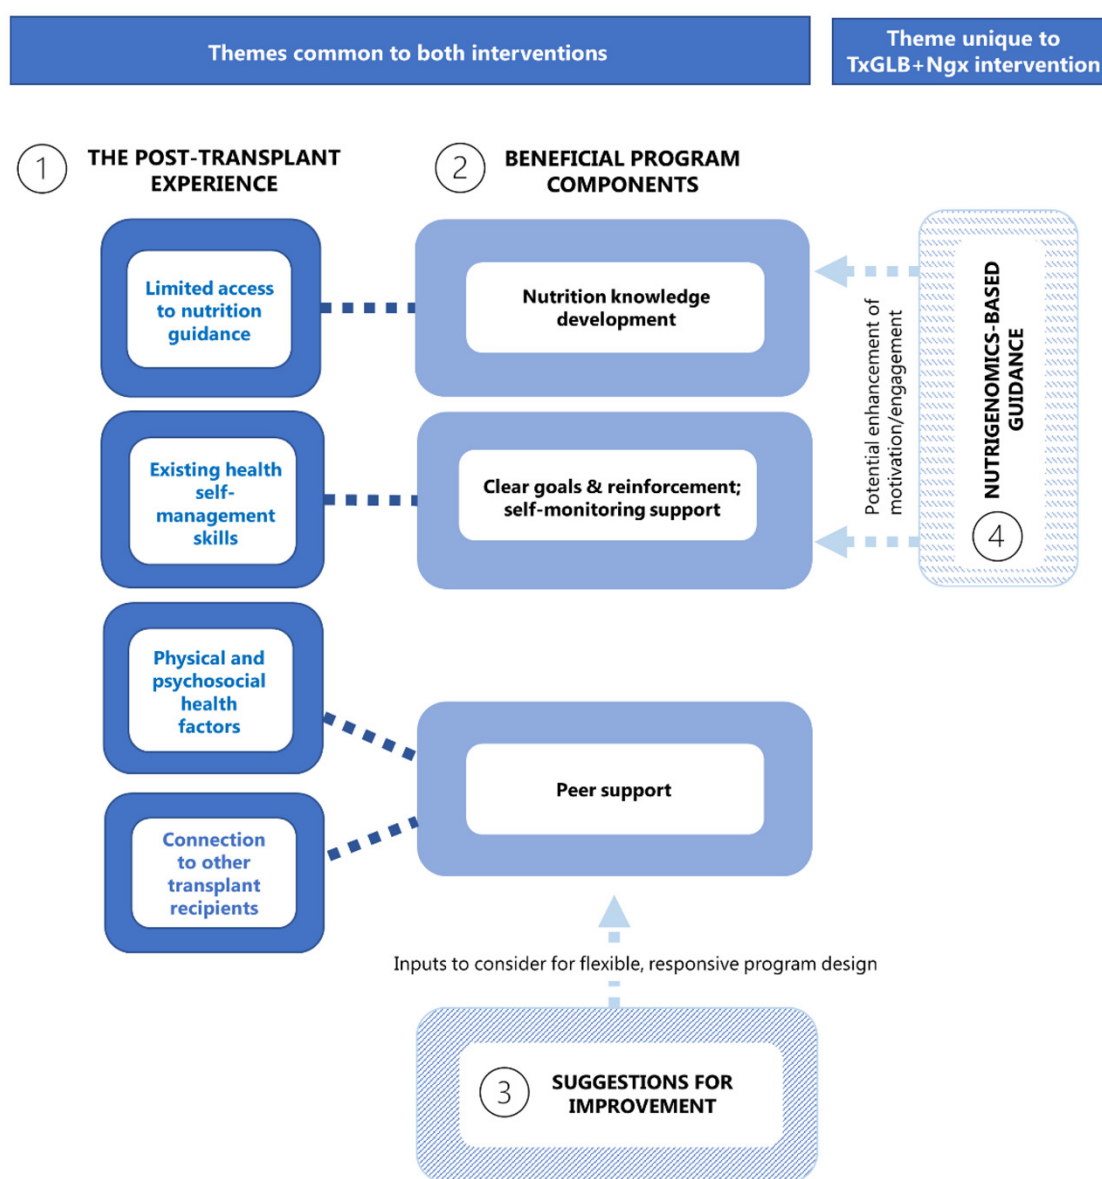 Themes common to both interventions
Theme unique to
TxGLB+Ngx intervention
1
THE POST-TRANSPLANT
EXPERIENCE
2
BENEFICIAL PROGRAM
COMPONENTS
Limited access
to nutrition
guidance
Nutrition knowledge
development
Existing health
self-
management
skills
Clear goals & reinforcement;
self-monitoring support
Physical and
psychosocial
health
factors
Peer support
Connection
to other
transplant
recipients
Potential enhancement of
motivation/engagement
4
NUTRIGENOMICS-BASED
GUIDANCE
Inputs to consider for flexible, responsive program design
3
SUGGESTIONS FOR
IMPROVEMENT